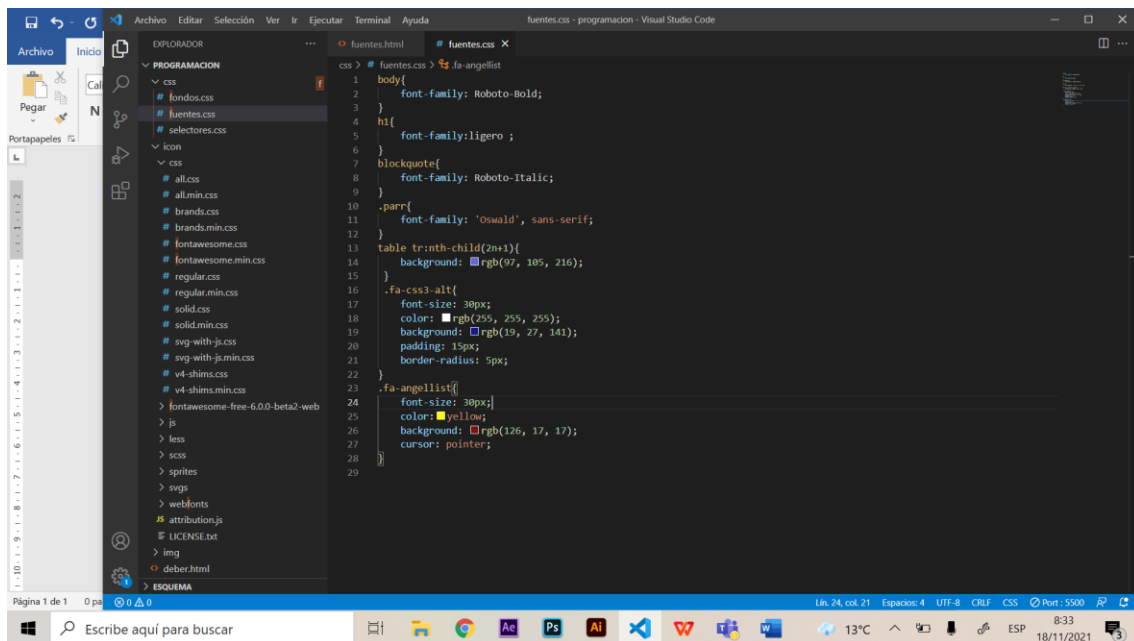 Archivo Editar Selección Ver Ir Ejecutar Terminal Ayuda
fuentes.css - programacion - Visual Studio Code
Archivo Inicio
Pegar
Cali
N
Portapapeles
EXPLORADOR
PROGRAMACION
css
fondos.css
fuentes.css
selectores.css
icon
css
all.css
all.min.css
brands.css
brands.min.css
fontawesome.css
fontawesome.min.css
regular.css
regular.min.css
solid.css
solid.min.css
svg-with-js.css
svg-with-js.min.css
v4-shims.css
v4-shims.min.css
fontawesome-free-6.0.0-beta2-web
js
less
scss
sprites
svgs
webfonts
JS attribution.js
LICENSE.txt
img
deber.html
ESQUEMA
fuentes.html # fuentes.css
css > # fuentes.css > .fa-angellist
1 body{
2 font-family: Roboto-Bold;
3 }
4 h1{
5 font-family:ligero ;
6 }
7 blockquote{
8 font-family: Roboto-Italic;
9 }
10 .parr{
11 font-family: 'Oswald', sans-serif;
12 }
13 table tr:nth-child(2n+1){
14 background: rgb(97, 105, 216);
15 }
16 .fa-css3-alt{
17 font-size: 30px;
18 color: rgb(255, 255, 255);
19 background: rgb(19, 27, 141);
20 padding: 15px;
21 border-radius: 5px;
22 }
23 .fa-angellist{
24 font-size: 30px;
25 color: yellow;
26 background: rgb(126, 17, 17);
27 cursor: pointer;
28 }
29
Página 1 de 1 0 pa
0 0
Lín. 24, col. 21 Espacios: 4 UTF-8 CRLF CSS Port : 5500
Escribe aquí para buscar
Ae Ps Ai
13°C ESP
8:33
18/11/2021
3